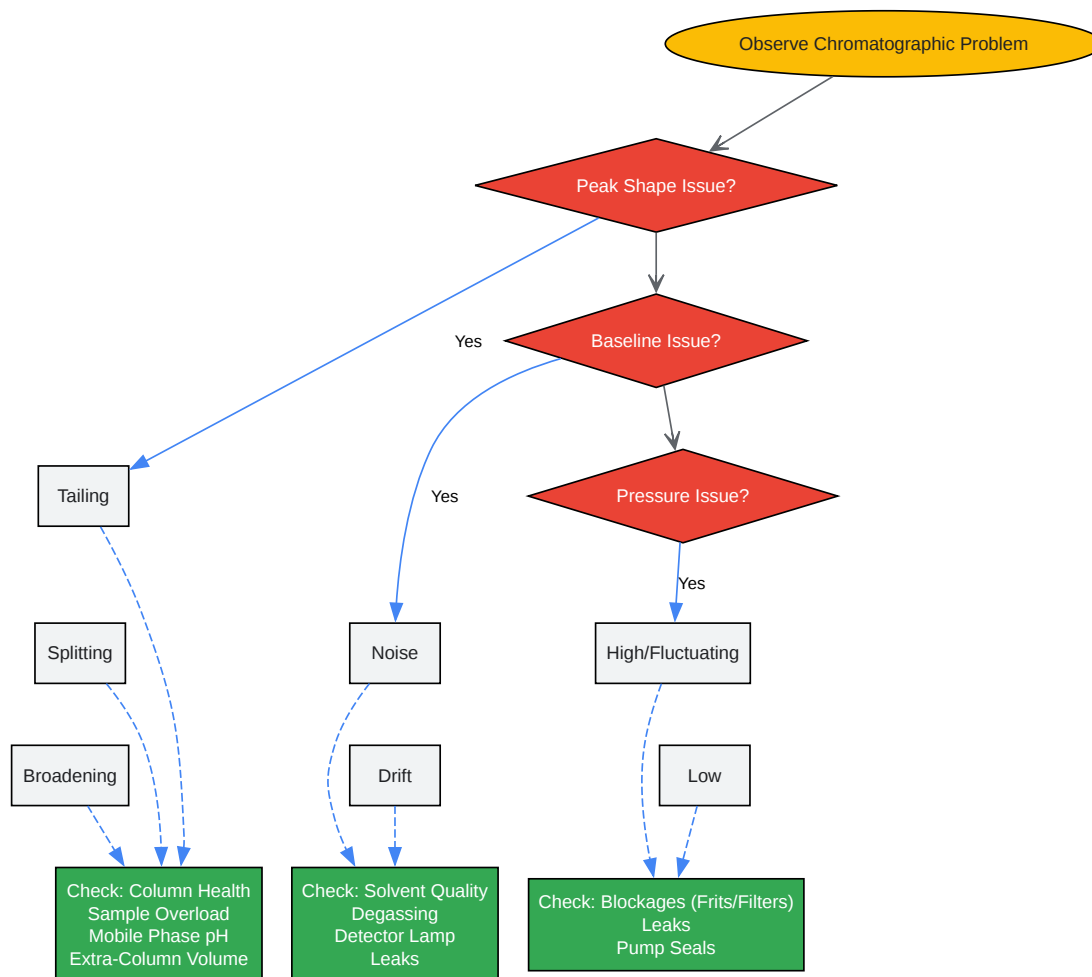 Observe Chromatographic Problem
Peak Shape Issue?
Yes
Baseline Issue?
Tailing
Yes
Pressure Issue?
Yes
Splitting
Noise
High/Fluctuating
Broadening
Drift
Low
Check: Column Health
Sample Overload
Mobile Phase pH
Extra-Column Volume
Check: Solvent Quality
Degassing
Detector Lamp
Leaks
Check: Blockages (Frits/Filters)
Leaks
Pump Seals